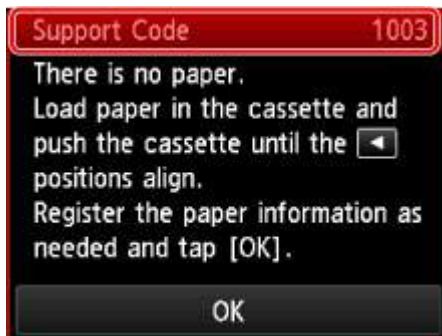 Support Code 1003
There is no paper.
Load paper in the cassette and
push the cassette until the ◀
positions align.
Register the paper information as
needed and tap [OK].
OK